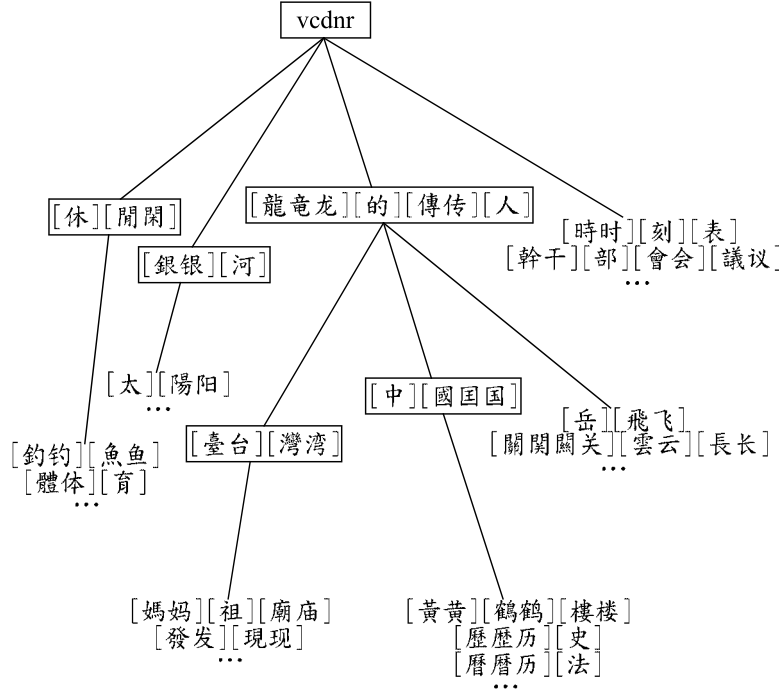 vcdnr
[休][閒閑]
[龍竜龙][的][傳传][人]
[時时][刻][表]
[幹干][部][會会][議议]
...
[銀银][河]
[太][陽阳]
...
[中][國囯国]
[岳][飛飞]
[關関闗关][雲云][長长]
...
[臺台][灣湾]
[釣钓][魚鱼]
[體体][育]
...
[媽妈][祖][廟庙]
[發发][現现]
...
[黃黄][鶴鹤][樓楼]
[歷歴历][史]
[曆暦历][法]
...